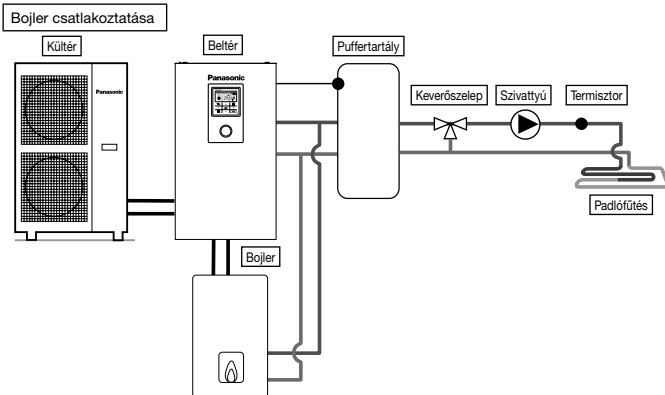 Bojler csatlakoztatása
Kültér
Beltér
Puffertartály
Panasonic
Panasonic
Keverőszelep
Szivattyú
Termisztor
Padlófűtés
Bojler